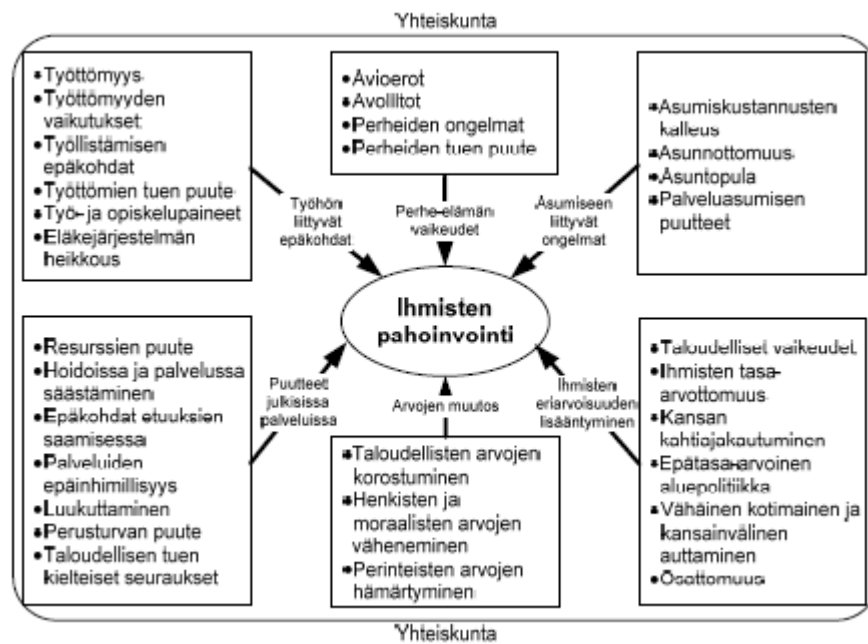 Yhteiskunta
•Työttömyys
•Työttömyyden
vaikutukset
•Työllistämisen
epäkohdat
•Työttömien tuen puute
•Työ- ja opiskelupaineet
•Eläkejärjestelmän
heikkous
•Avioerot
•Avoliitot
•Perheiden ongelmat
•Perheiden tuen puute
•Asumiskustannusten
kalleus
•Asunnottomuus
•Asuntopula
•Palveluasumisen
puutteet
Työhön
liittyvät
epäkohdat
Perhe-elämän
vaikeudet
Asumiseen
liittyvät
ongelmat
Ihmisten
pahoinvointi
•Resurssien puute
•Hoidoissa ja palvelussa
säästäminen
•Epäkohdat etuuksien
saamisessa
•Palveluiden
epäinhimillisyys
•Luukuttaminen
•Perusturvan puute
•Taloudellisen tuen
kielteiset seuraukset
Puutteet
julkisissa
palveluissa
Arvojen muutos
Ihmisten
eriarvoisuuden
lisääntyminen
•Taloudellisten arvojen
korostuminen
•Henkisten ja
moraalisten arvojen
väheneminen
•Perinteisten arvojen
hämärtyminen
•Taloudelliset vaikeudet
•Ihmisten tasa-
arvottomuus
•Kansan
kahtiajakautuminen
•Epätasa-arvoinen
aluepolitiikka
•Vähäinen kotimainen ja
kansainvälinen
auttaminen
•Osattomuus
Yhteiskunta